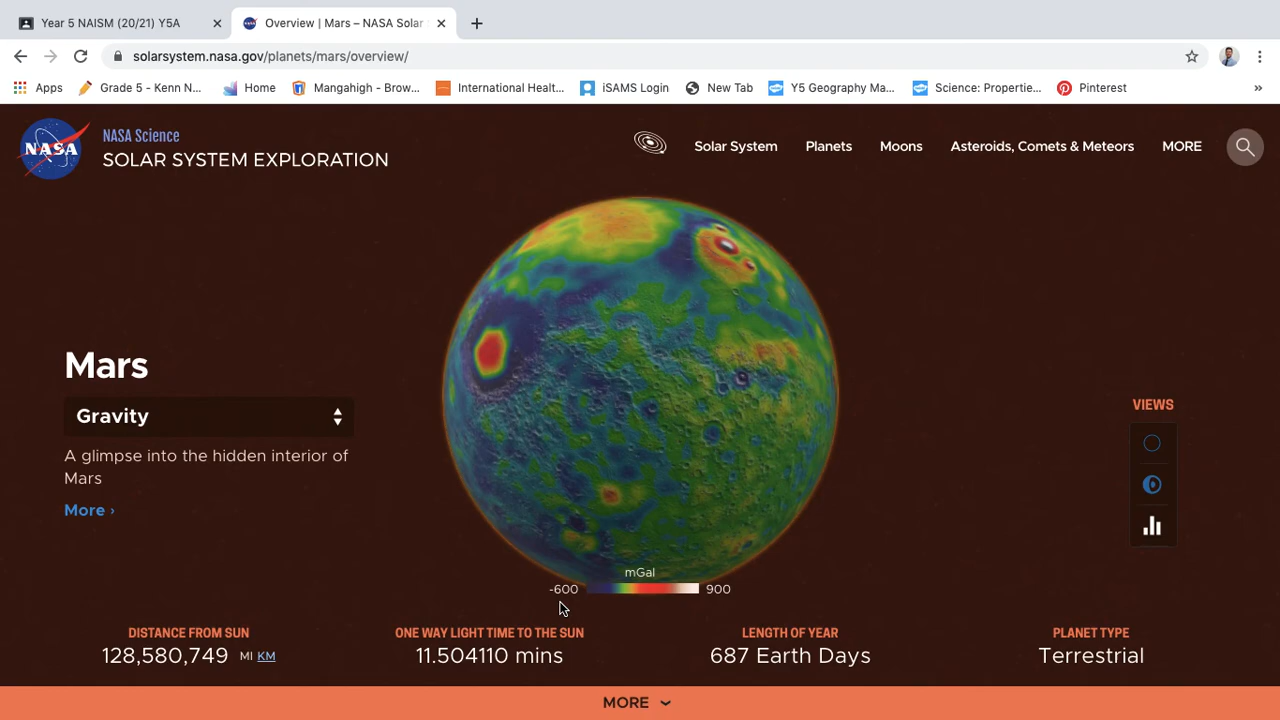 Year 5 NAISM (20/21) Y5A
Overview | Mars – NASA Solar
solarsystem.nasa.gov/planets/mars/overview/
Apps Grade 5 - Kenn N... Home Mangahigh - Brow... International Healt... iSAMS Login New Tab Y5 Geography Ma... Science: Propertie... Pinterest »
NASA
NASA Science
SOLAR SYSTEM EXPLORATION
Solar System Planets Moons Asteroids, Comets & Meteors MORE
Mars
Gravity
A glimpse into the hidden interior of
Mars
More ›
VIEWS
mGal
-600 900
DISTANCE FROM SUN
128,580,749 MI KM
ONE WAY LIGHT TIME TO THE SUN
11.504110 mins
LENGTH OF YEAR
687 Earth Days
PLANET TYPE
Terrestrial
MORE